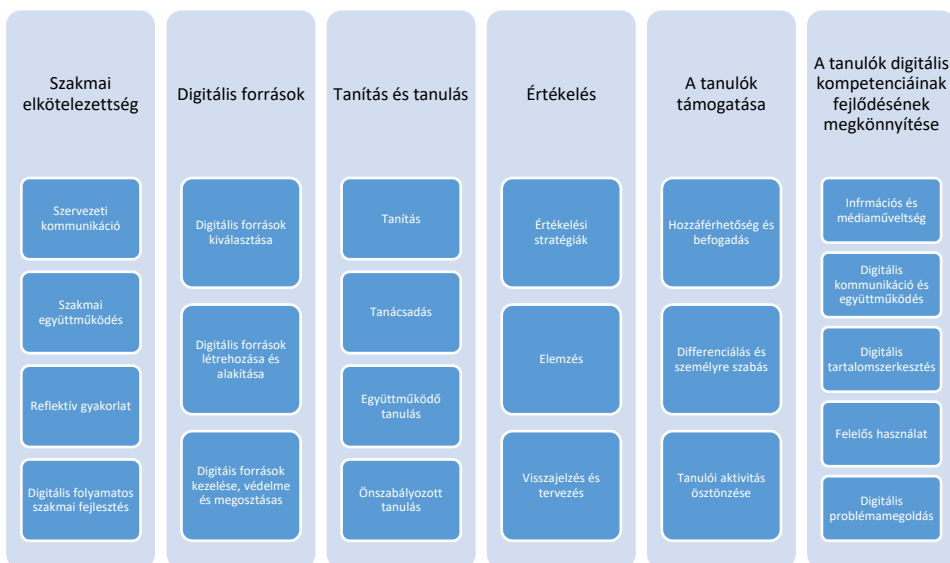 Szakmai
elkötelezettség
Szervezeti
kommunikáció
Szakmai
együttműködés
Reflektív gyakorlat
Digitális folyamatos
szakmai fejlesztés
Digitális források
Digitális források
kiválasztása
Digitális források
létrehozása és
alakítása
Digitáis források
kezelése, védelme
és megosztásas
Tanítás és tanulás
Tanítás
Tanácsadás
Együttműködő
tanulás
Önszabályozott
tanulás
Értékelés
Értékelési
stratégiák
Elemzés
Visszajelzés és
tervezés
A tanulók
támogatása
Hozzáférhetőség és
befogadás
Differenciálás és
személyre szabás
Tanulói aktivitás
ösztönzése
A tanulók digitális
kompetenciáinak
fejlődésének
megkönnyítése
Infrmációs és
médiaműveltség
Digitális
kommunikáció és
együttműködés
Digitális
tartalomszerkesztés
Felelős használat
Digitális
problémamegoldás